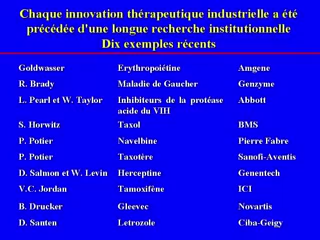 Chaque innovation thérapeutique industrielle a été
précédée d'une longue recherche institutionnelle
Dix exemples récents
Goldwasser Erythropoiétine Amgene
R. Brady Maladie de Gaucher Genzyme
L. Pearl et W. Taylor Inhibiteurs de la protéase Abbott
acide du VIH
S. Horwitz Taxol BMS
P. Potier Navelbine Pierre Fabre
P. Potier Taxotère Sanofi-Aventis
D. Salmon et W. Levin Herceptine Genentech
V.C. Jordan Tamoxifène ICI
B. Drucker Gleevec Novartis
D. Santen Letrozole Ciba-Geigy